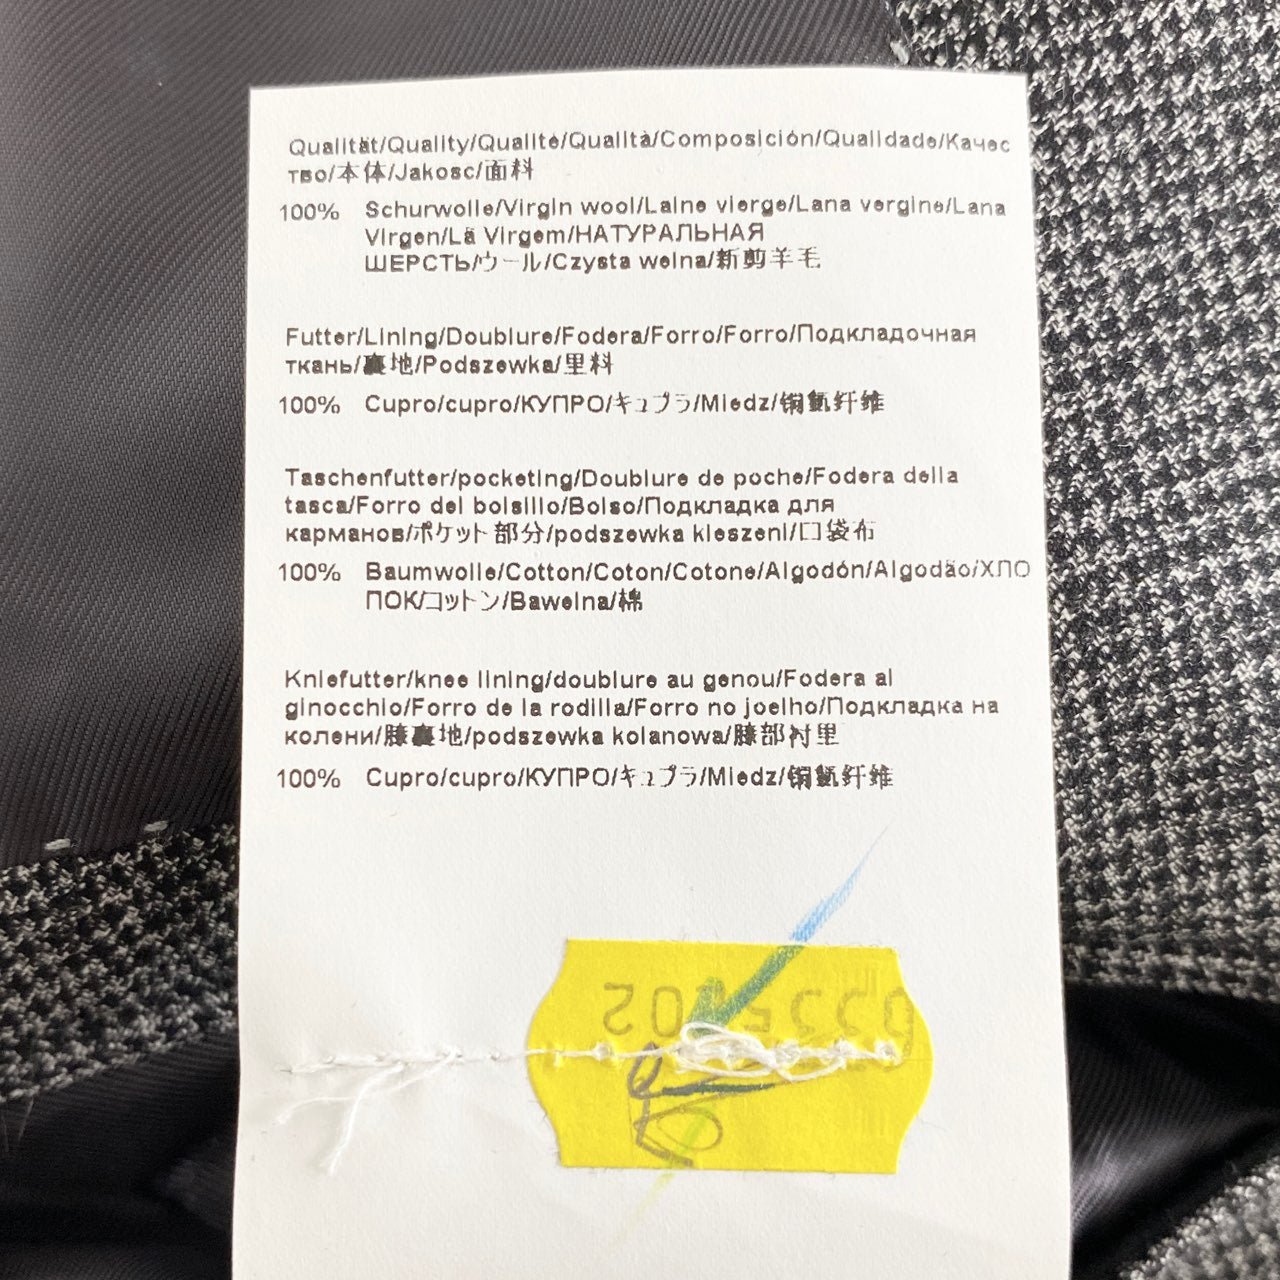 Qualität/Quality/Qualité/Qualità/Composición/Qualidade/Качес
тво/本体/Jakosc/面料
100% Schurwolle/Virgin wool/Laine vierge/Lana vergine/Lana
Virgen/Lã Virgem/НАТУРАЛЬНАЯ
ШЕРСТЬ/ウール/Czysta welna/新剪羊毛
Futter/Lining/Doublure/Fodera/Forro/Forro/Подкладочная
ткань/裏地/Podszewka/里料
100% Cupro/cupro/КУПРО/キュプラ/Miedz/铜氨纤维
Taschenfutter/pocketing/Doublure de poche/Fodera della
tasca/Forro del bolsillo/Bolso/Подкладка для
карманов/ポケット部分/podszewka kieszeni/口袋布
100% Baumwolle/Cotton/Coton/Cotone/Algodón/Algodão/ХЛО
ПОК/コットン/Bawelna/棉
Kniefutter/knee lining/doublure au genou/Fodera al
ginocchio/Forro de la rodilla/Forro no joelho/Подкладка на
колени/膝裏地/podszewka kolanowa/膝部衬里
100% Cupro/cupro/КУПРО/キュプラ/Miedz/铜氨纤维